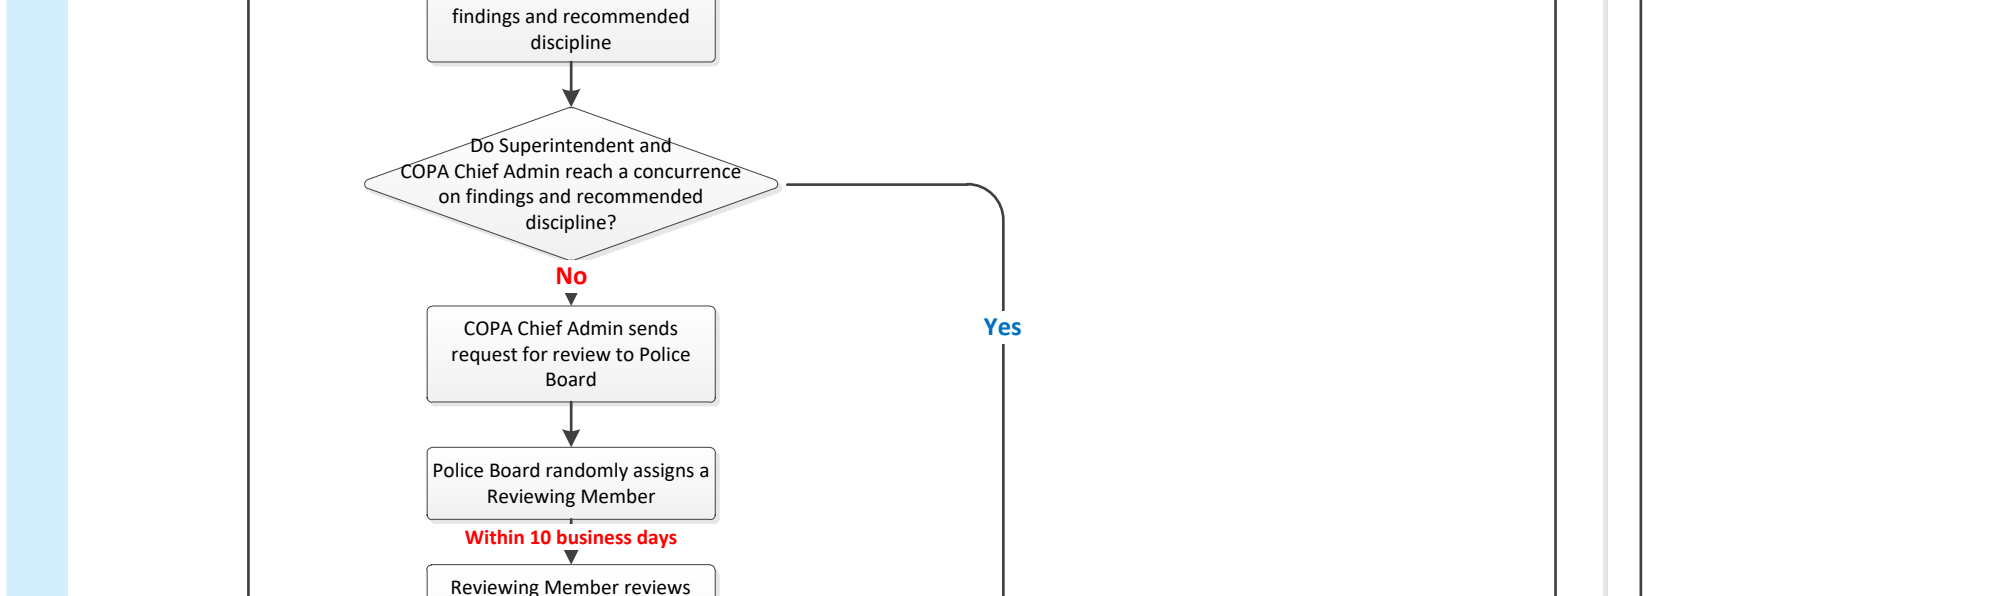 findings and recommended
discipline
Do Superintendent and
COPA Chief Admin reach a concurrence
on findings and recommended
discipline?
No
Yes
COPA Chief Admin sends
request for review to Police
Board
Police Board randomly assigns a
Reviewing Member
Within 10 business days
Reviewing Member reviews